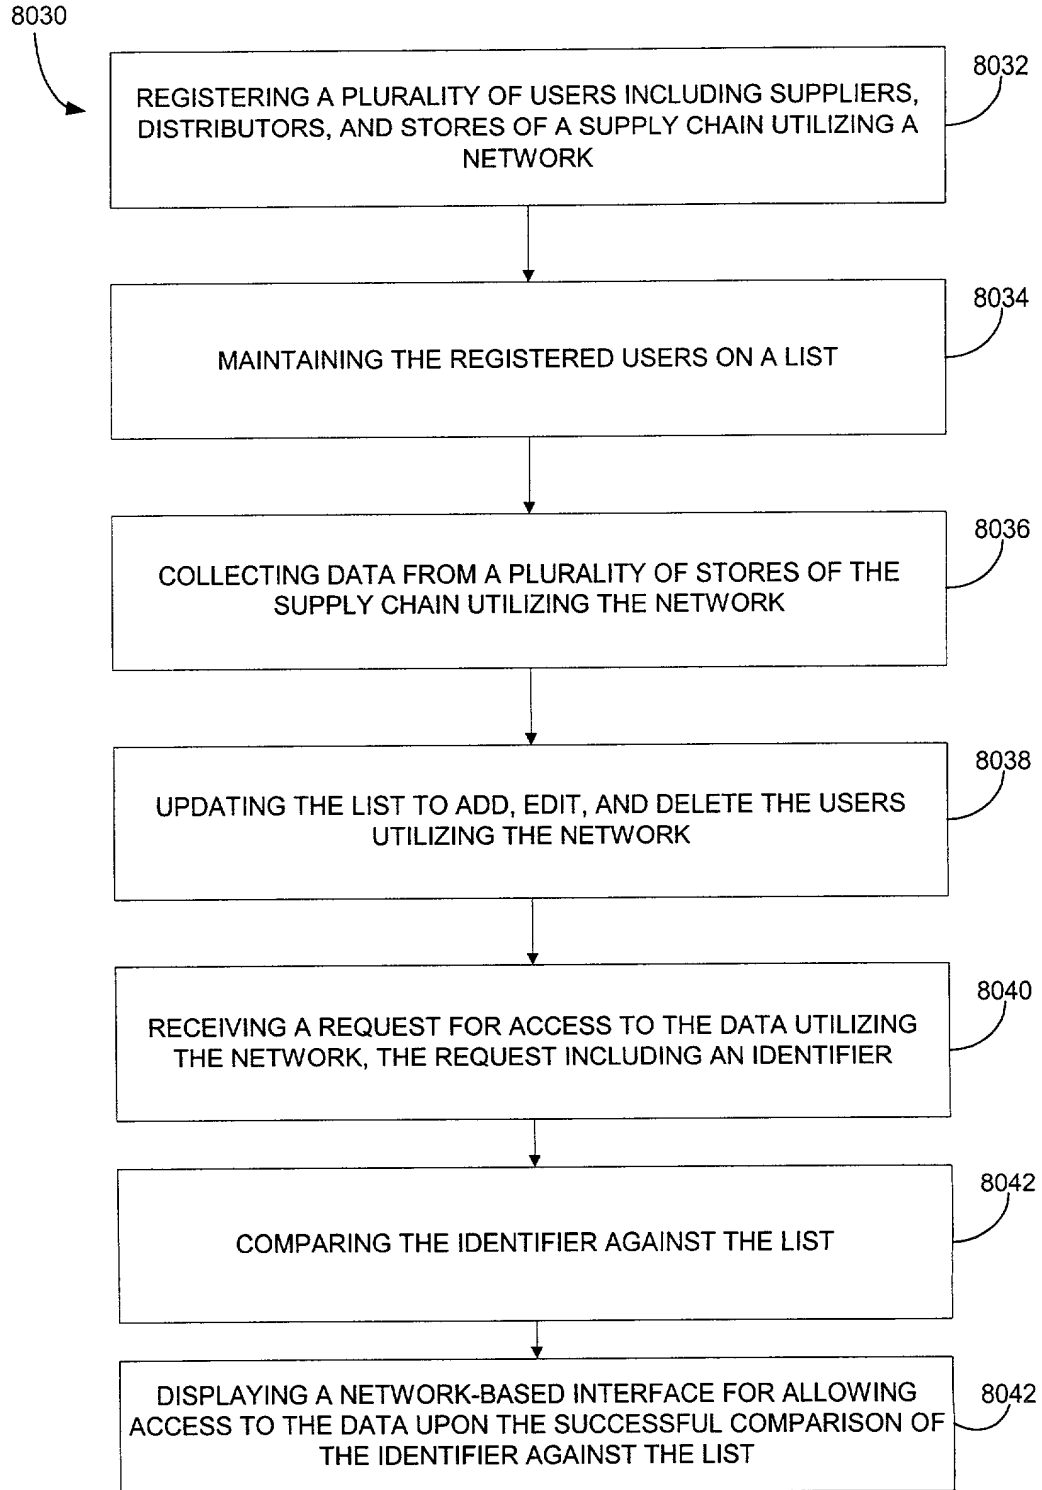 8030
8032
REGISTERING A PLURALITY OF USERS INCLUDING SUPPLIERS,
DISTRIBUTORS, AND STORES OF A SUPPLY CHAIN UTILIZING A
NETWORK
8034
MAINTAINING THE REGISTERED USERS ON A LIST
8036
COLLECTING DATA FROM A PLURALITY OF STORES OF THE
SUPPLY CHAIN UTILIZING THE NETWORK
8038
UPDATING THE LIST TO ADD, EDIT, AND DELETE THE USERS
UTILIZING THE NETWORK
8040
RECEIVING A REQUEST FOR ACCESS TO THE DATA UTILIZING
THE NETWORK, THE REQUEST INCLUDING AN IDENTIFIER
8042
COMPARING THE IDENTIFIER AGAINST THE LIST
8042
DISPLAYING A NETWORK-BASED INTERFACE FOR ALLOWING
ACCESS TO THE DATA UPON THE SUCCESSFUL COMPARISON OF
THE IDENTIFIER AGAINST THE LIST